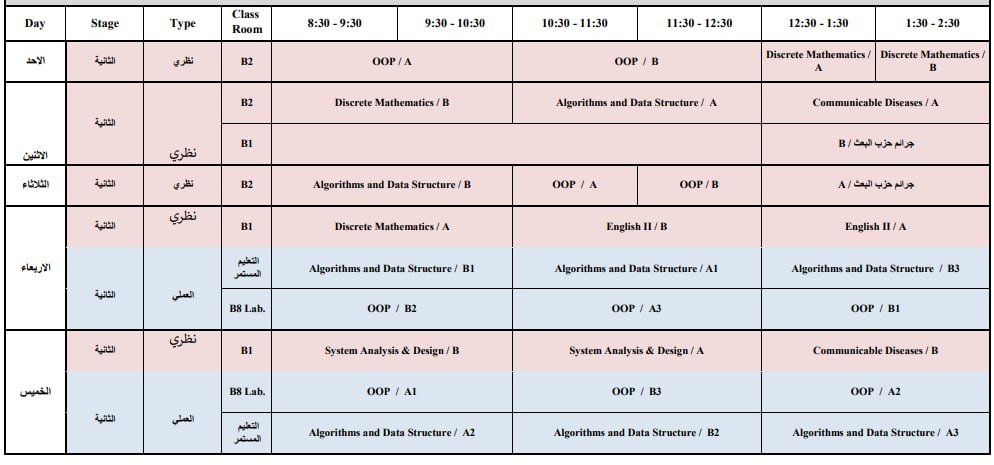 Day Stage Type Class Room 8:30 - 9:30 9:30 - 10:30 10:30 - 11:30 11:30 - 12:30 12:30 - 1:30 1:30 - 2:30
الاحد الثانية نظري B2 OOP / A OOP / B Discrete Mathematics / A Discrete Mathematics / B
الاثنين الثانية نظري B2 Discrete Mathematics / B Algorithms and Data Structure / A Communicable Diseases / A
B1 جرائم حزب البعث / B
الثلاثاء الثانية نظري B2 Algorithms and Data Structure / B OOP / A OOP / B جرائم حزب البعث / A
الاربعاء الثانية نظري B1 Discrete Mathematics / A English II / B English II / A
الثانية العملي التعليم المستمر Algorithms and Data Structure / B1 Algorithms and Data Structure / A1 Algorithms and Data Structure / B3
B8 Lab. OOP / B2 OOP / A3 OOP / B1
الخميس الثانية نظري B1 System Analysis & Design / B System Analysis & Design / A Communicable Diseases / B
الثانية العملي B8 Lab. OOP / A1 OOP / B3 OOP / A2
التعليم المستمر Algorithms and Data Structure / A2 Algorithms and Data Structure / B2 Algorithms and Data Structure / A3